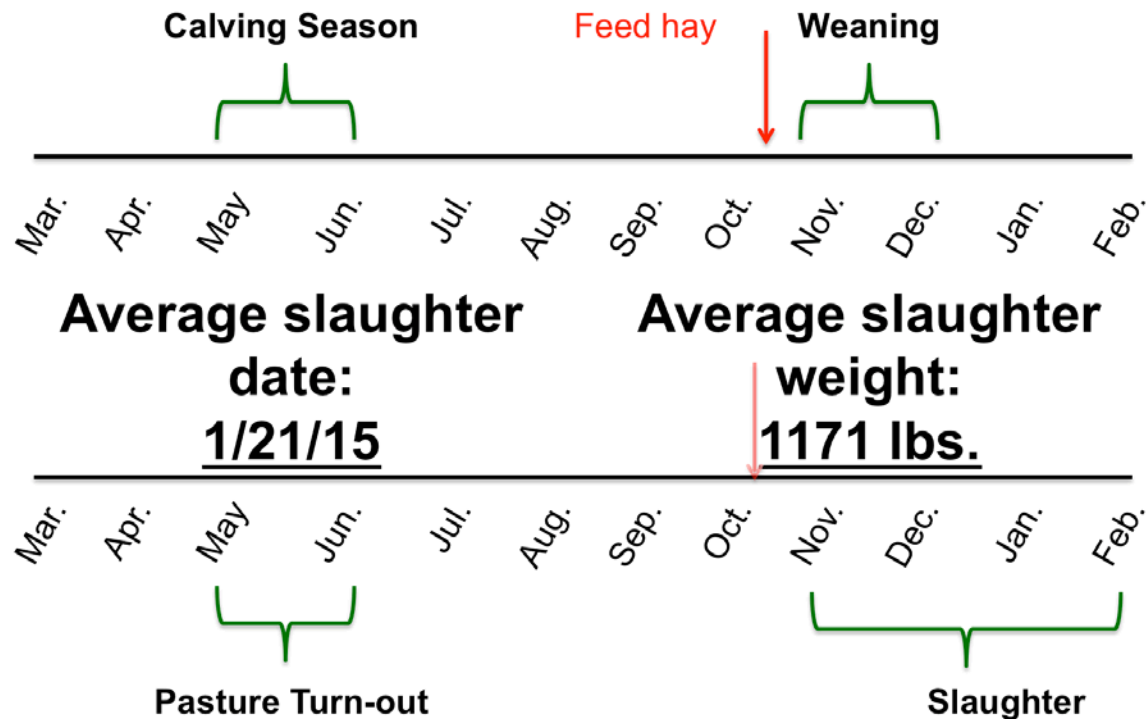 Calving Season Feed hay Weaning
Mar. Apr. May Jun. Jul. Aug. Sep. Oct. Nov. Dec. Jan. Feb.
Average slaughter
date:
1/21/15
Average slaughter
weight:
1171 lbs.
Mar. Apr. May Jun. Jul. Aug. Sep. Oct. Nov. Dec. Jan. Feb.
Pasture Turn-out Slaughter